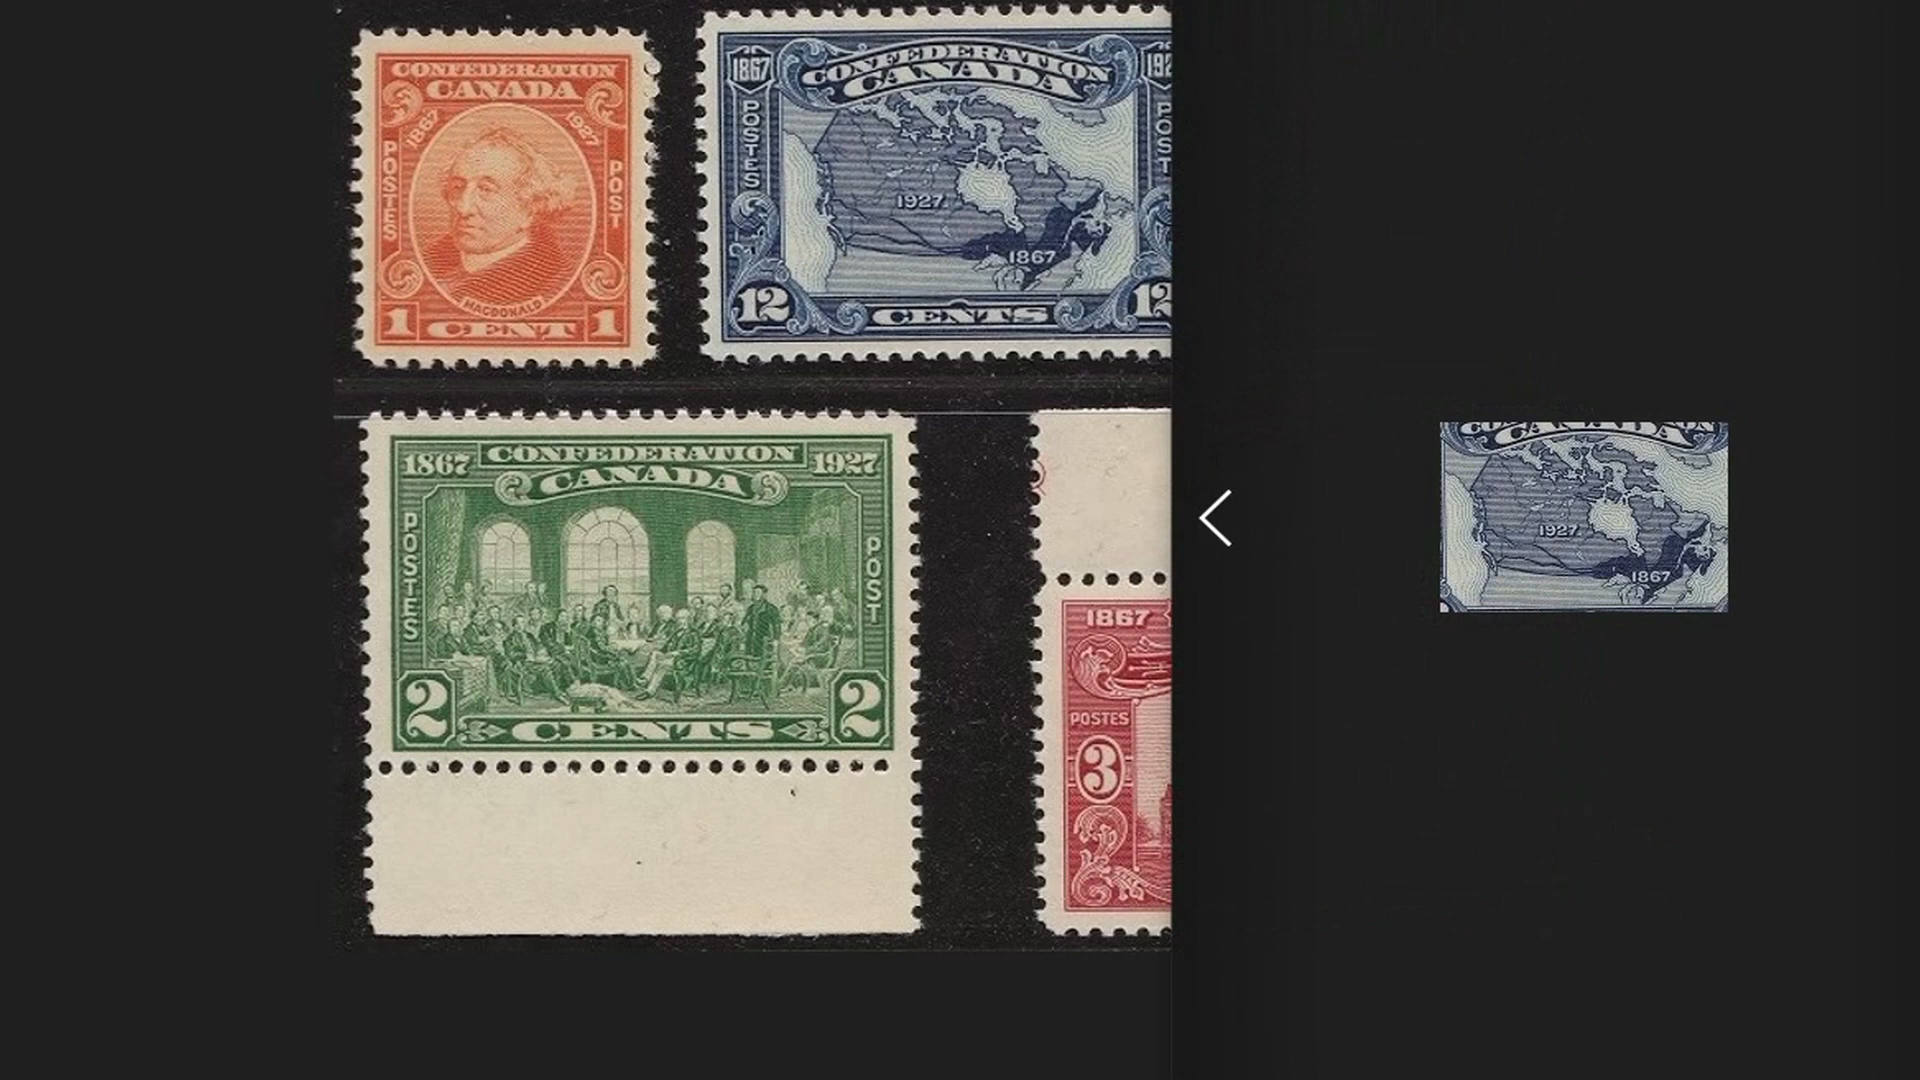 CONFEDERATION
CANADA
1867 1927
POSTES
POST
MACDONALD
1 CENT 1
1867
CONFEDERATION
CANADA
POSTES
POST
1927
1867
12 CENTS 12
1867 CONFEDERATION 1927
CANADA
POSTES
POST
2 CENTS 2
1867
POSTES
3
CANADA
1927
1867